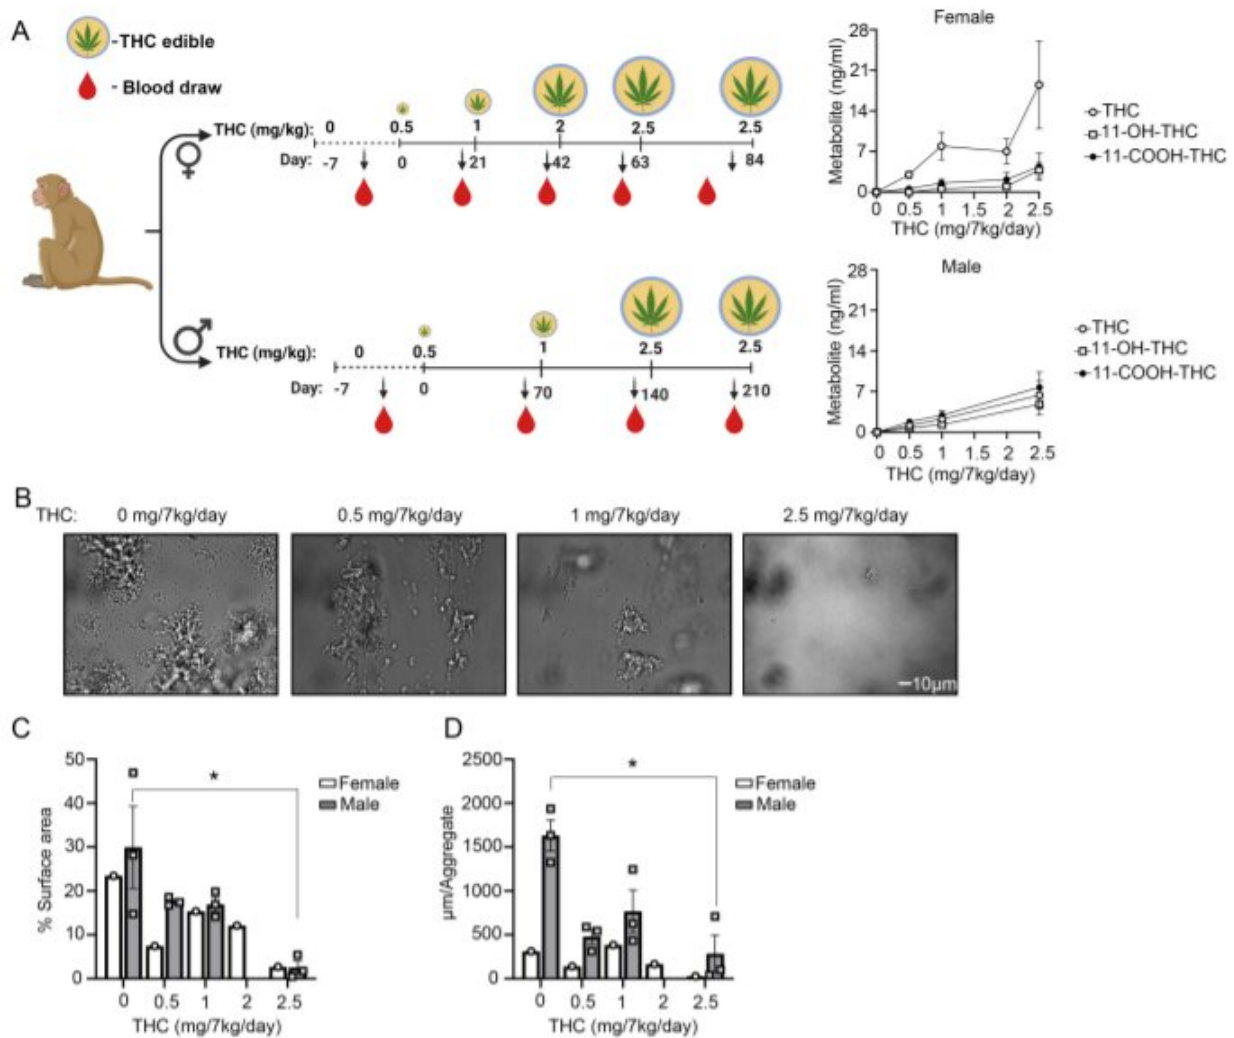 A
-THC edible
- Blood draw
THC (mg/kg): 0 0.5 1 2 2.5 2.5
Day: -7 0 21 42 63 84
THC (mg/kg): 0 0.5 1 2.5 2.5
Day: -7 0 70 140 210
Female
Metabolite (ng/ml)
28
21
14
7
0
0 0.5 1 1.5 2 2.5
THC (mg/7kg/day)
THC
11-OH-THC
11-COOH-THC
Male
Metabolite (ng/ml)
28
21
14
7
0
0 0.5 1 1.5 2 2.5
THC (mg/7kg/day)
THC
11-OH-THC
11-COOH-THC
B
THC: 0 mg/7kg/day 0.5 mg/7kg/day 1 mg/7kg/day 2.5 mg/7kg/day
10µm
C
% Surface area
50
40
30
20
10
0
*
Female
Male
0 0.5 1 2 2.5
THC (mg/7kg/day)
D
µm/Aggregate
2500
2000
1500
1000
500
0
*
Female
Male
0 0.5 1 2 2.5
THC (mg/7kg/day)